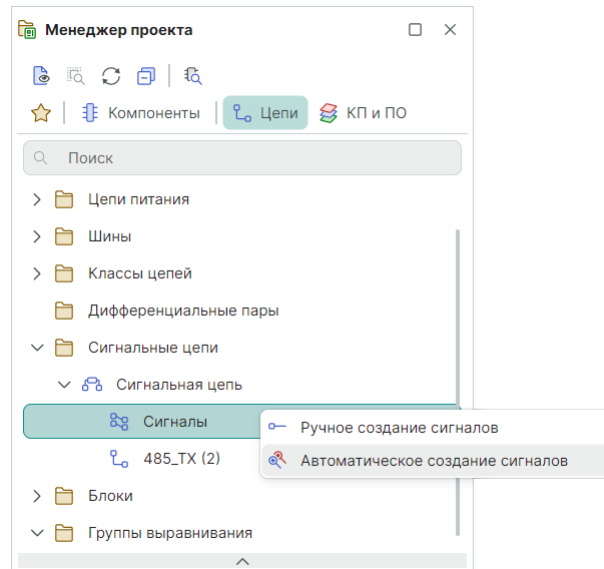 Менеджер проекта
Компоненты Цепи КП и ПО
Поиск
Цепи питания
Шины
Классы цепей
Дифференциальные пары
Сигнальные цепи
Сигнальная цепь
Сигналы
Ручное создание сигналов
485_TX (2)
Автоматическое создание сигналов
Блоки
Группы выравнивания